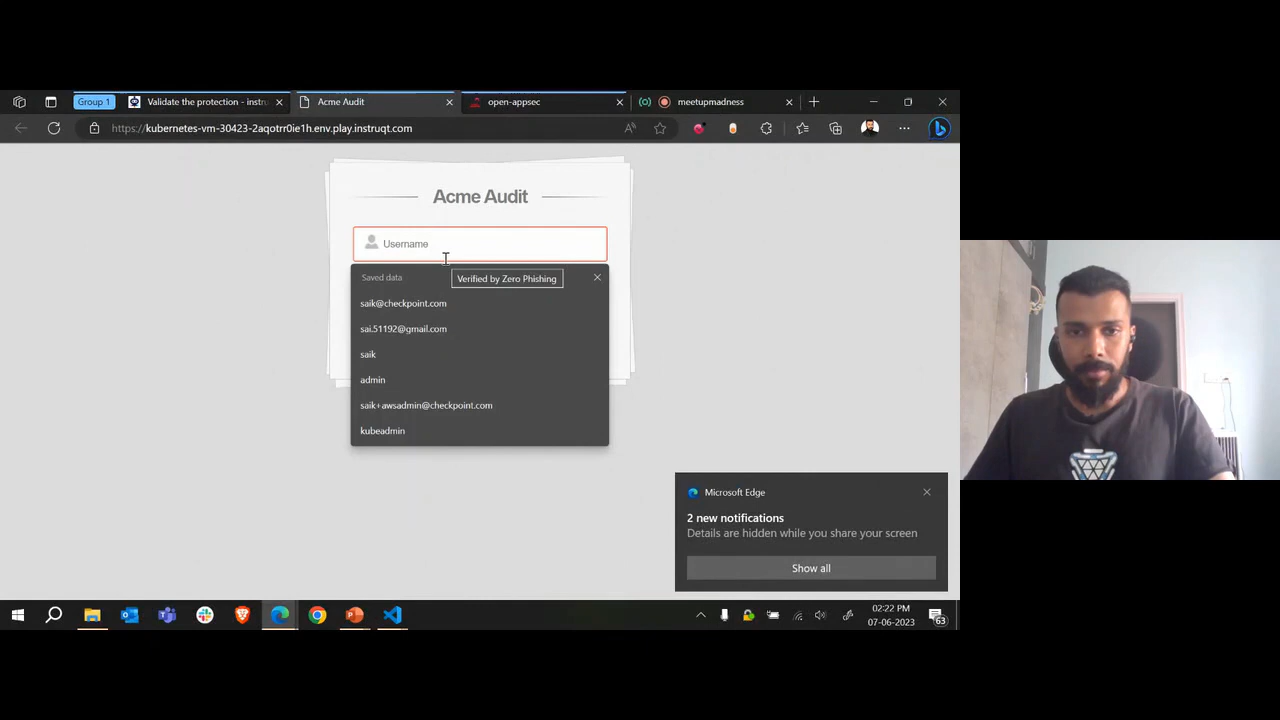 Group 1
Validate the protection - instru
Acme Audit
open-appsec
meetupmadness
https://kubernetes-vm-30423-2aqotrr0ie1h.env.play.instruqt.com
Acme Audit
Username
Saved data
Verified by Zero Phishing
saik@checkpoint.com
sai.51192@gmail.com
saik
admin
saik+awsadmin@checkpoint.com
kubeadmin
Microsoft Edge
2 new notifications
Details are hidden while you share your screen
Show all
02:22 PM
07-06-2023
63